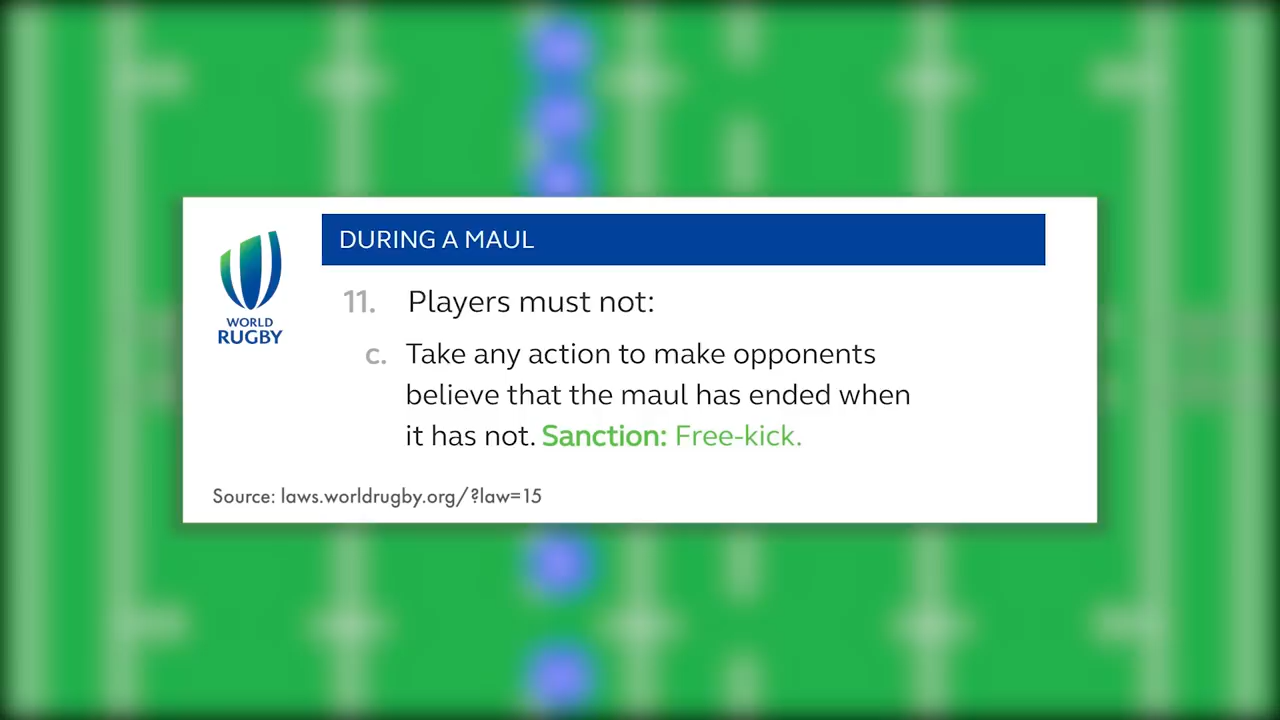 DURING A MAUL
WORLD
RUGBY
11. Players must not:
c. Take any action to make opponents
believe that the maul has ended when
it has not. Sanction: Free-kick.
Source: laws.worldrugby.org/?law=15